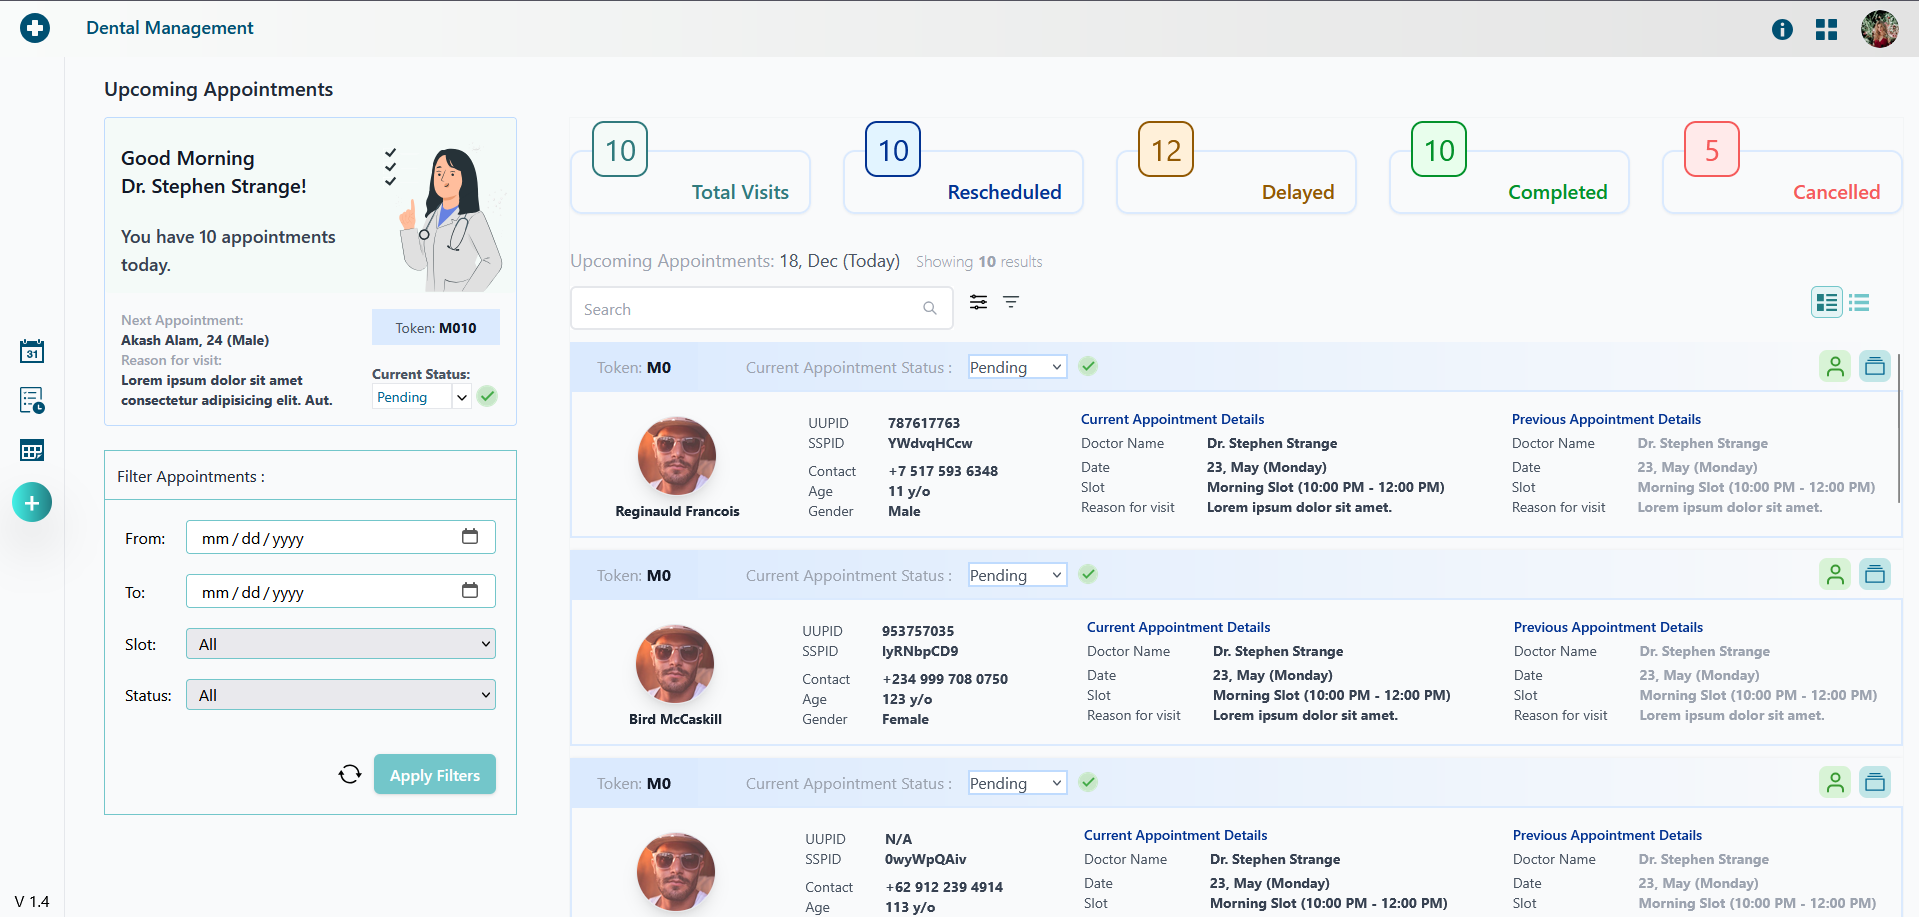 Dental Management
Upcoming Appointments
Good Morning
Dr. Stephen Strange!
You have 10 appointments
today.
Next Appointment:
Akash Alam, 24 (Male)
Reason for visit:
Lorem ipsum dolor sit amet
consectetur adipisicing elit. Aut.
Token: M010
Current Status:
Pending
31
Filter Appointments :
From: mm/dd/yyyy
To: mm/dd/yyyy
Slot: All
Status: All
Apply Filters
V 1.4
10
Total Visits
10
Rescheduled
12
Delayed
10
Completed
5
Cancelled
Upcoming Appointments: 18, Dec (Today) Showing 10 results
Search
Token: M0 Current Appointment Status : Pending
Reginauld Francois
UUPID 787617763
SSPID YWdvqHCcw
Contact +7 517 593 6348
Age 11 y/o
Gender Male
Current Appointment Details
Doctor Name Dr. Stephen Strange
Date 23, May (Monday)
Slot Morning Slot (10:00 PM - 12:00 PM)
Reason for visit Lorem ipsum dolor sit amet.
Previous Appointment Details
Doctor Name Dr. Stephen Strange
Date 23, May (Monday)
Slot Morning Slot (10:00 PM - 12:00 PM)
Reason for visit Lorem ipsum dolor sit amet.
Token: M0 Current Appointment Status : Pending
Bird McCaskill
UUPID 953757035
SSPID lyRNbpCD9
Contact +234 999 708 0750
Age 123 y/o
Gender Female
Current Appointment Details
Doctor Name Dr. Stephen Strange
Date 23, May (Monday)
Slot Morning Slot (10:00 PM - 12:00 PM)
Reason for visit Lorem ipsum dolor sit amet.
Previous Appointment Details
Doctor Name Dr. Stephen Strange
Date 23, May (Monday)
Slot Morning Slot (10:00 PM - 12:00 PM)
Reason for visit Lorem ipsum dolor sit amet.
Token: M0 Current Appointment Status : Pending
UUPID N/A
SSPID 0wyWpQAiv
Contact +62 912 239 4914
Age 113 y/o
Current Appointment Details
Doctor Name Dr. Stephen Strange
Date 23, May (Monday)
Slot Morning Slot (10:00 PM - 12:00 PM)
Previous Appointment Details
Doctor Name Dr. Stephen Strange
Date 23, May (Monday)
Slot Morning Slot (10:00 PM - 12:00 PM)